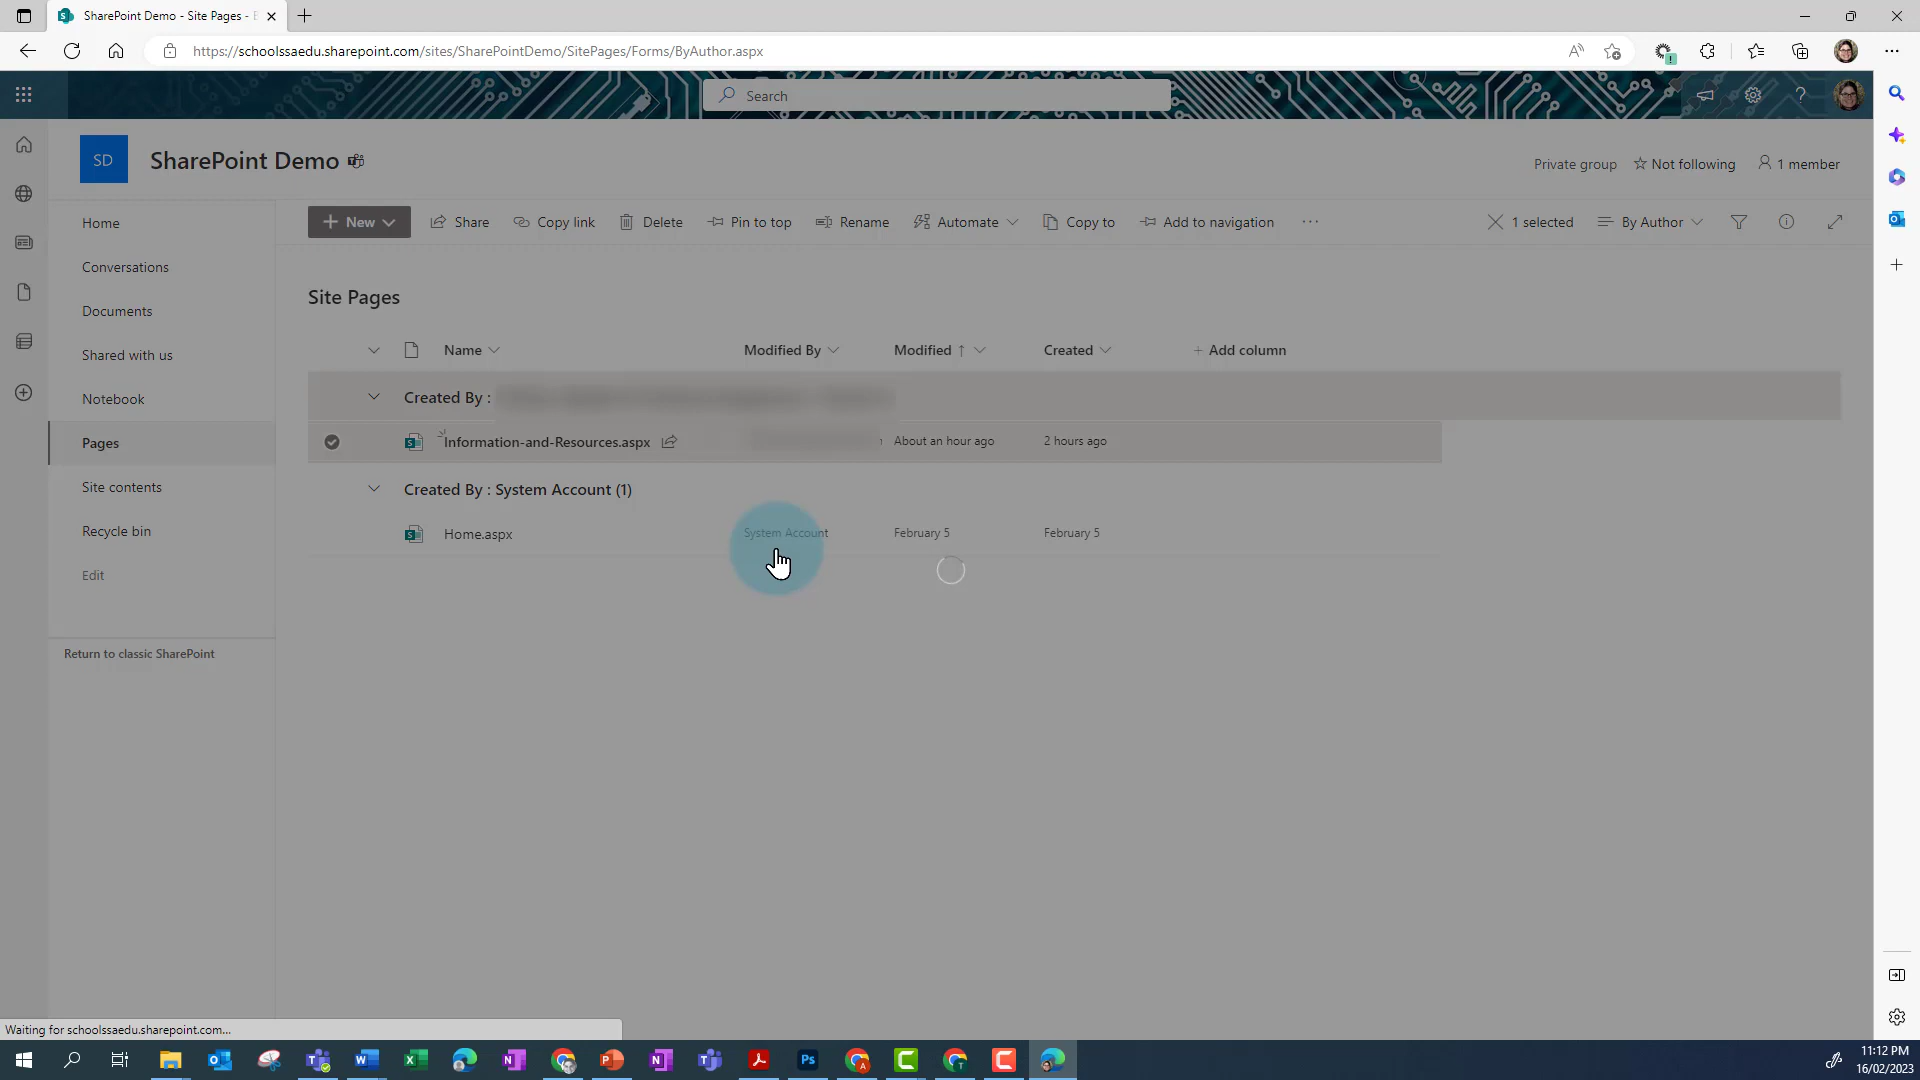 SharePoint Demo - Site Pages -
https://schoolssaedu.sharepoint.com/sites/SharePointDemo/SitePages/Forms/ByAuthor.aspx
Search
SD
SharePoint Demo
Private group
Not following
1 member
Home
Conversations
Documents
Shared with us
Notebook
Pages
Site contents
Recycle bin
Edit
Return to classic SharePoint
New
Share
Copy link
Delete
Pin to top
Rename
Automate
Copy to
Add to navigation
1 selected
By Author
Site Pages
Name
Modified By
Modified
Created
Add column
Created By :
Information-and-Resources.aspx
About an hour ago
2 hours ago
Created By : System Account (1)
Home.aspx
System Account
February 5
February 5
Waiting for schoolssaedu.sharepoint.com...
11:12 PM
16/02/2023